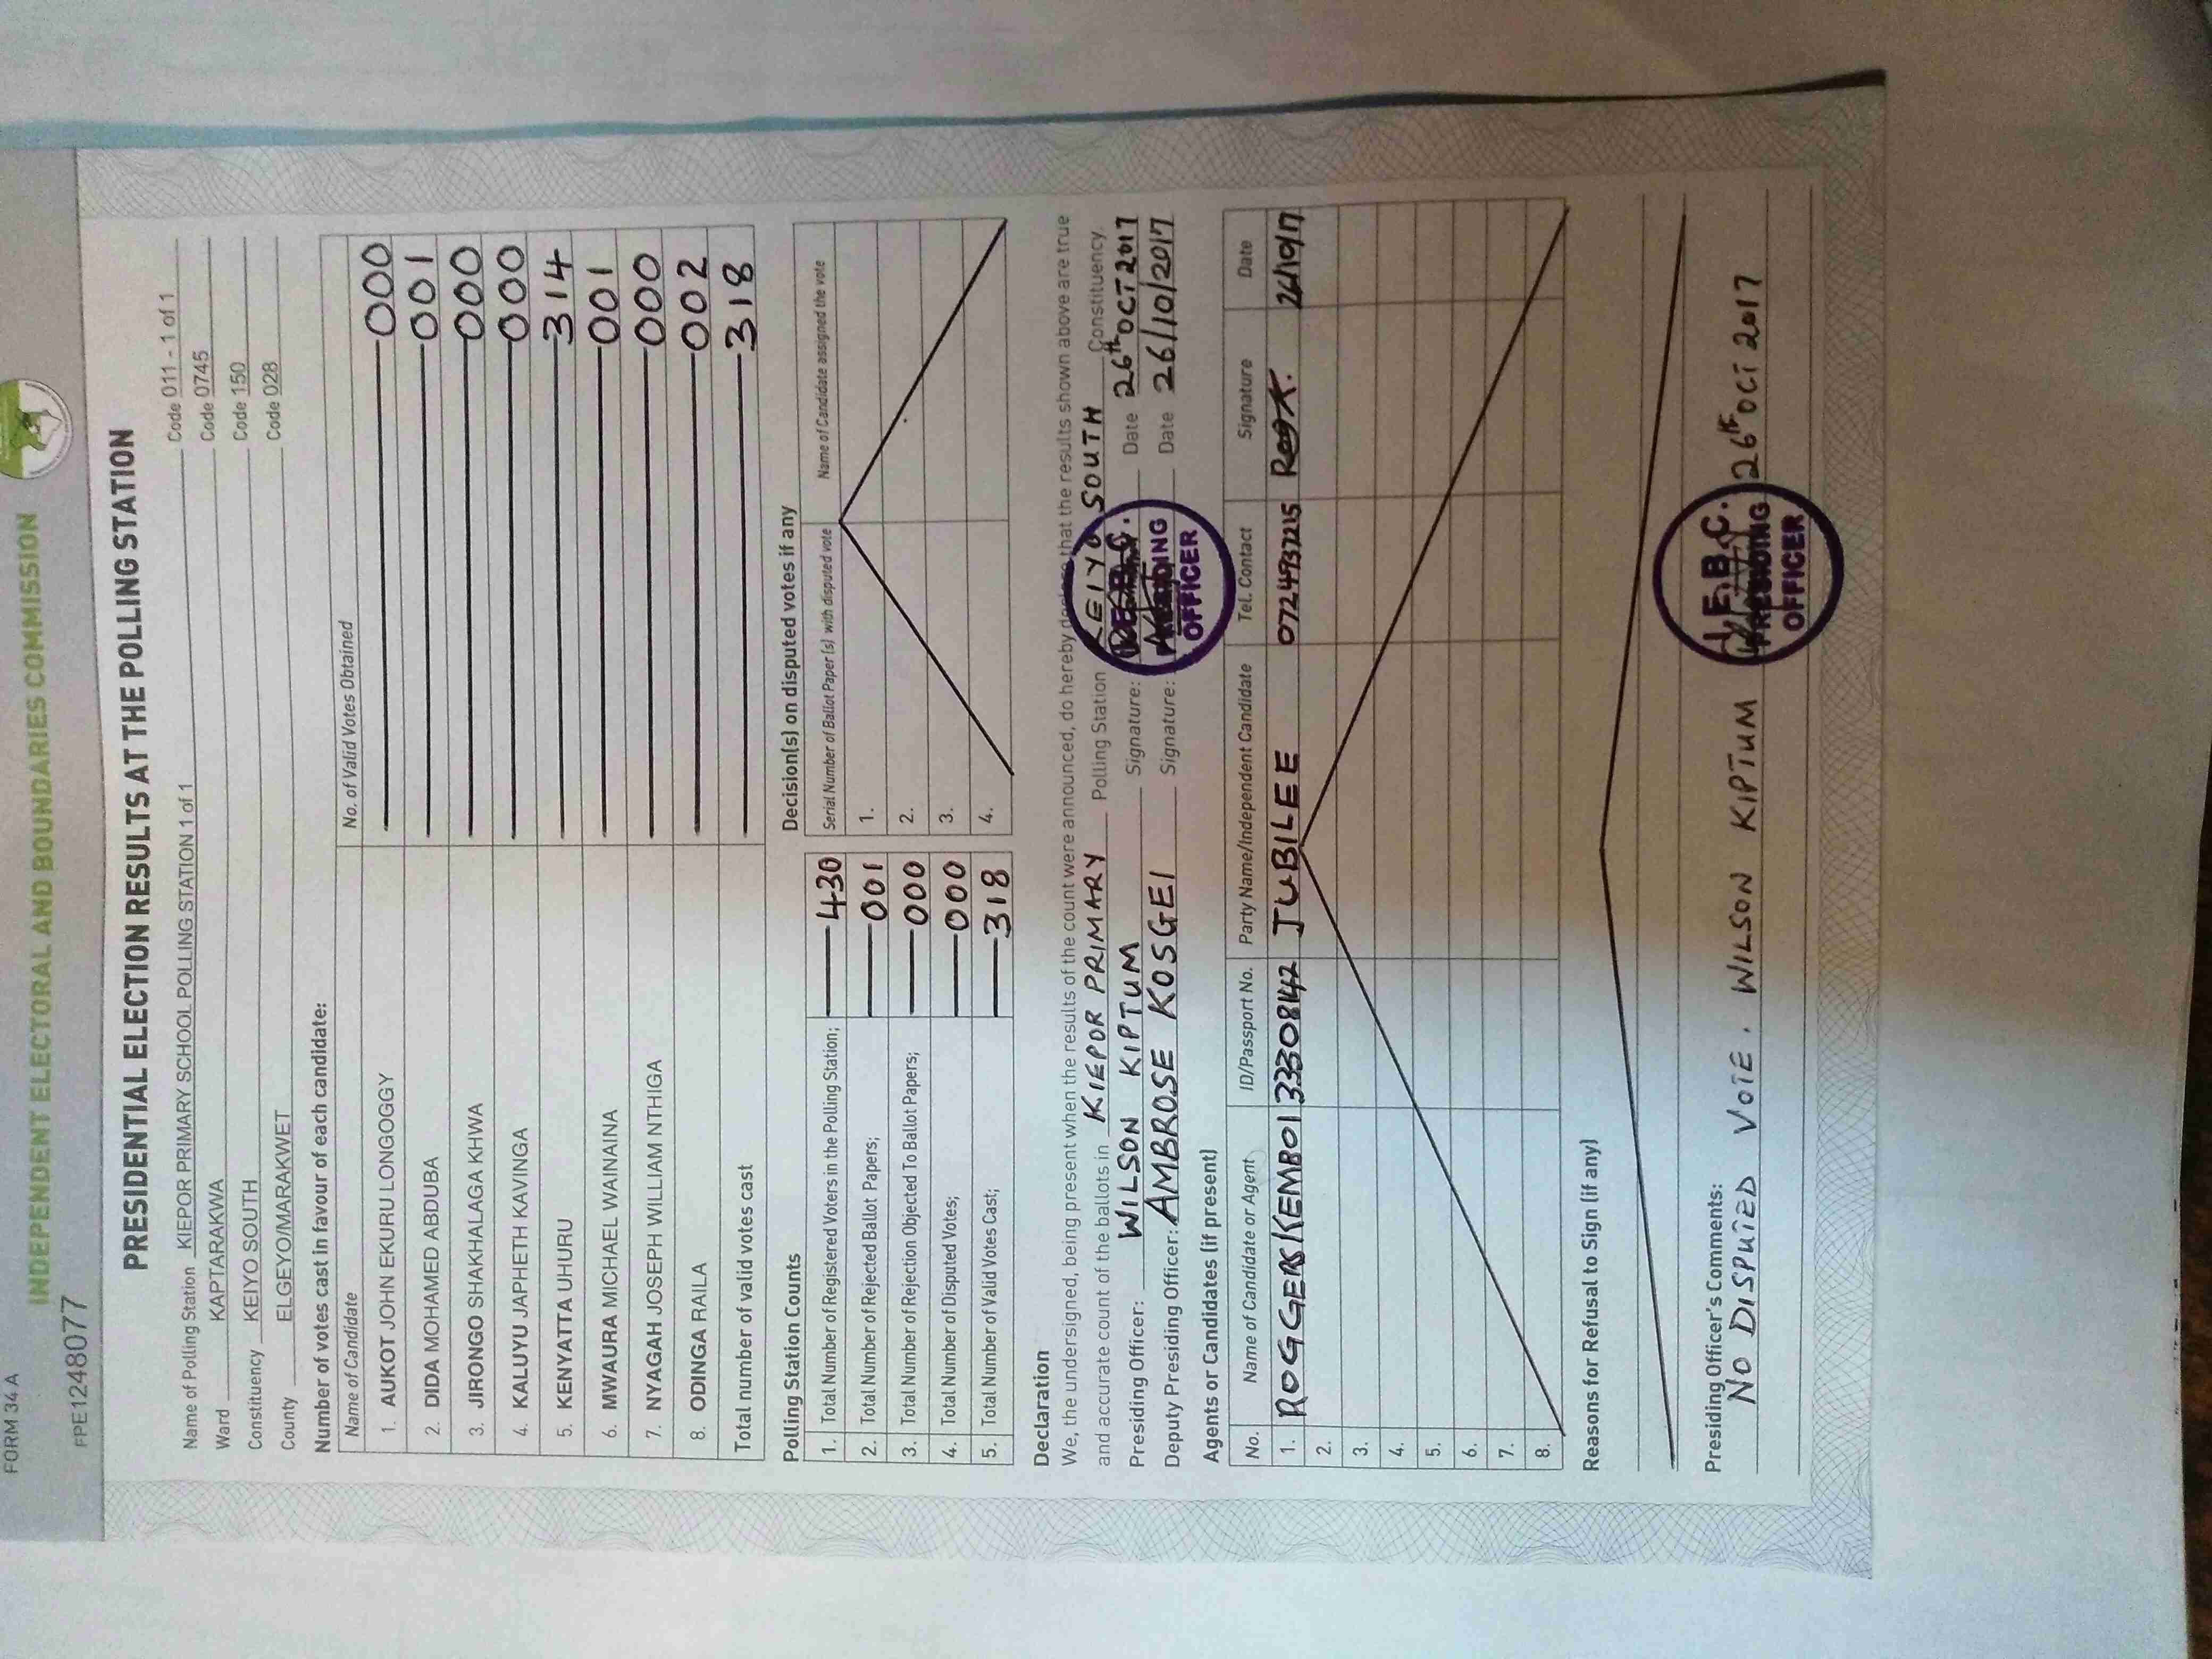 FORM 34 A
INDEPENDENT ELECTORAL AND BOUNDARIES COMMISSION
FPE1248077
PRESIDENTIAL ELECTION RESULTS AT THE POLLING STATION
Name of Polling Station KIEPOR PRIMARY SCHOOL POLLING STATION 1 of 1 Code 011 - 1 of 1
Ward KAPTARAKWA Code 0745
Constituency KEIYO SOUTH Code 150
County ELGEYO/MARAKWET Code 028
Number of votes cast in favour of each candidate:
Name of Candidate No. of Valid Votes Obtained
1. AUKOT JOHN EKURU LONGOGGY 000
2. DIDA MOHAMED ABDUBA 001
3. JIRONGO SHAKHALAGA KHWA 000
4. KALUYU JAPHETH KAVINGA 000
5. KENYATTA UHURU 314
6. MWAURA MICHAEL WAINAINA 001
7. NYAGAH JOSEPH WILLIAM NTHIGA 000
8. ODINGA RAILA 002
Total number of valid votes cast 318
Polling Station Counts
1. Total Number of Registered Voters in the Polling Station; 430
2. Total Number of Rejected Ballot Papers; 001
3. Total Number of Rejection Objected To Ballot Papers; 000
4. Total Number of Disputed Votes; 000
5. Total Number of Valid Votes Cast; 318
Decision(s) on disputed votes if any
Serial Number of Ballot Paper (s) with disputed vote Name of Candidate assigned the vote
1.
2.
3.
4.
Declaration
We, the undersigned, being present when the results of the count were announced, do hereby declare that the results shown above are true
and accurate count of the ballots in KIEPOR PRIMARY Polling Station KEIYO SOUTH Constituency.
Presiding Officer: WILSON KIPTUM Signature: Date 26th OCT 2017
Deputy Presiding Officer: AMBROSE KOSGEI Signature: Date 26/10/2017
OFFICER
Agents or Candidates (if present)
No. Name of Candidate or Agent ID/Passport No. Party Name/Independent Candidate Tel. Contact Signature Date
1. ROGGERS KEMBOI 33308142 JUBILEE 0724937215 26/10/17
2.
3.
4.
5.
6.
7.
8.
Reasons for Refusal to Sign (if any)
Presiding Officer's Comments:
NO DISPUTED VOTE. WILSON KIPTUM 26th OCT 2017
I.E.B.C.
PRESIDING
OFFICER